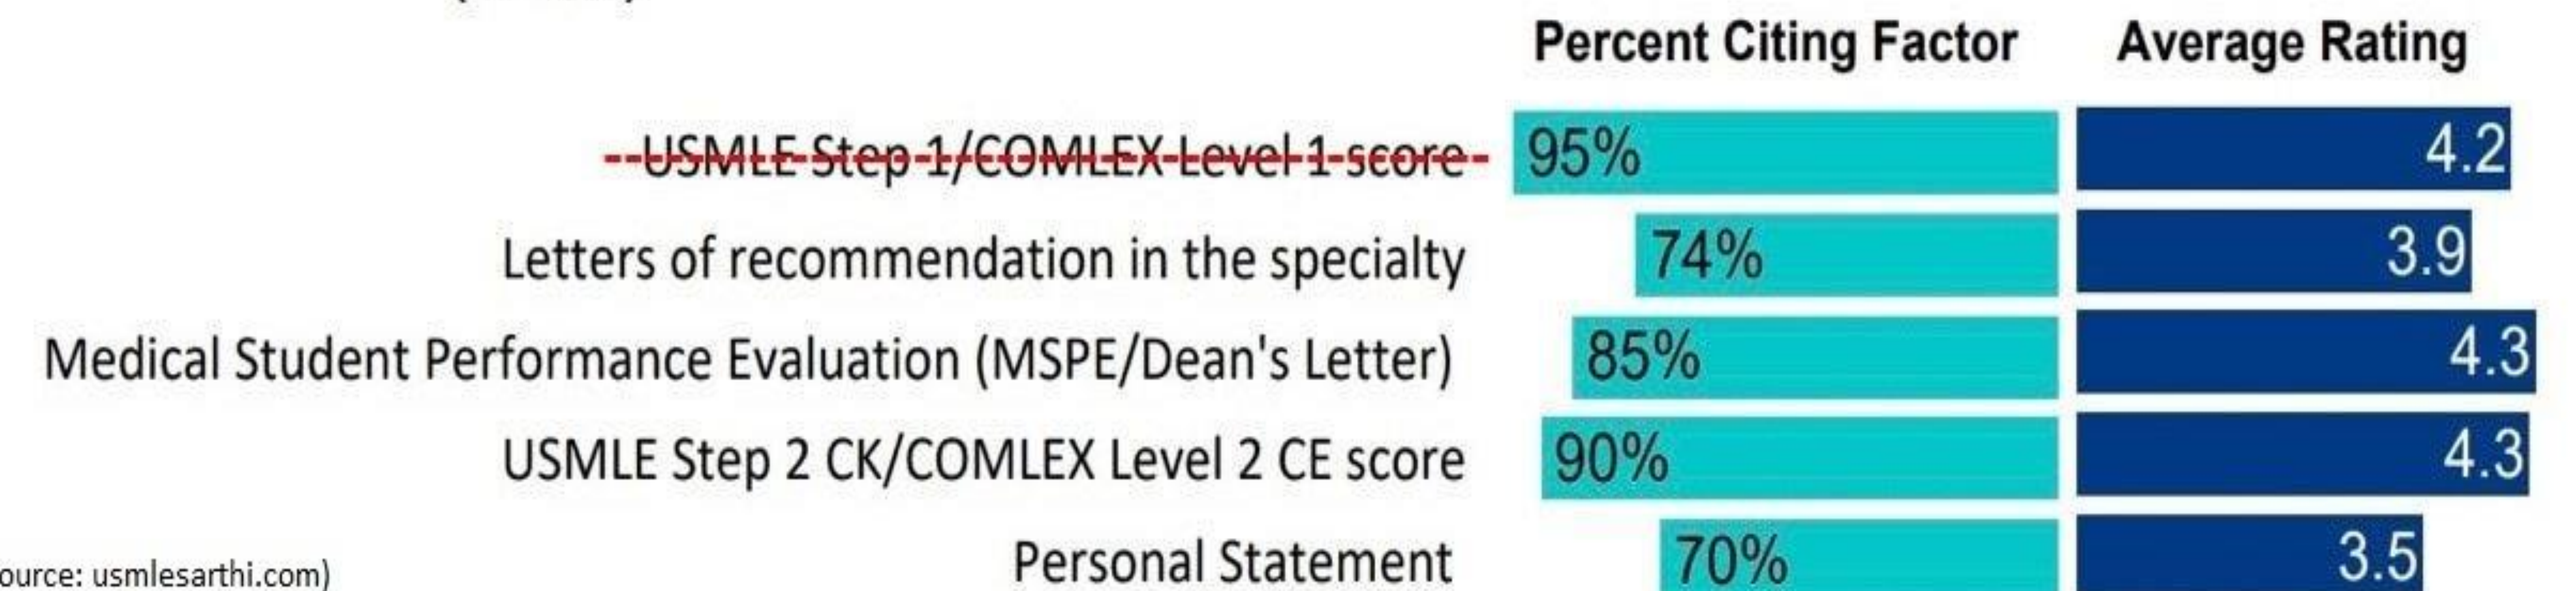 Percent Citing Factor Average Rating
USMLE Step 1/COMLEX Level 1 score 95% 4.2
Letters of recommendation in the specialty 74% 3.9
Medical Student Performance Evaluation (MSPE/Dean's Letter) 85% 4.3
USMLE Step 2 CK/COMLEX Level 2 CE score 90% 4.3
Personal Statement 70% 3.5
ource: usmlesarthi.com)